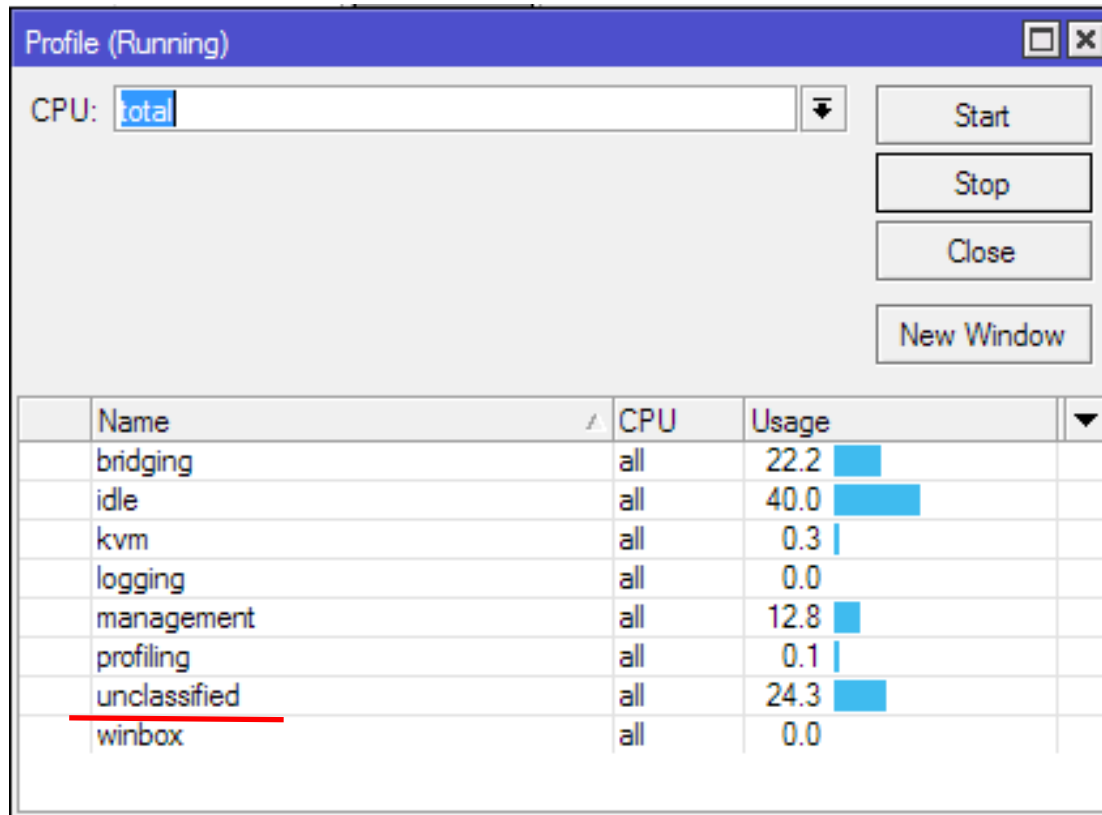 Profile (Running)
CPU: total
Start
Stop
Close
New Window
Name CPU Usage
bridging all 22.2
idle all 40.0
kvm all 0.3
logging all 0.0
management all 12.8
profiling all 0.1
unclassified all 24.3
winbox all 0.0